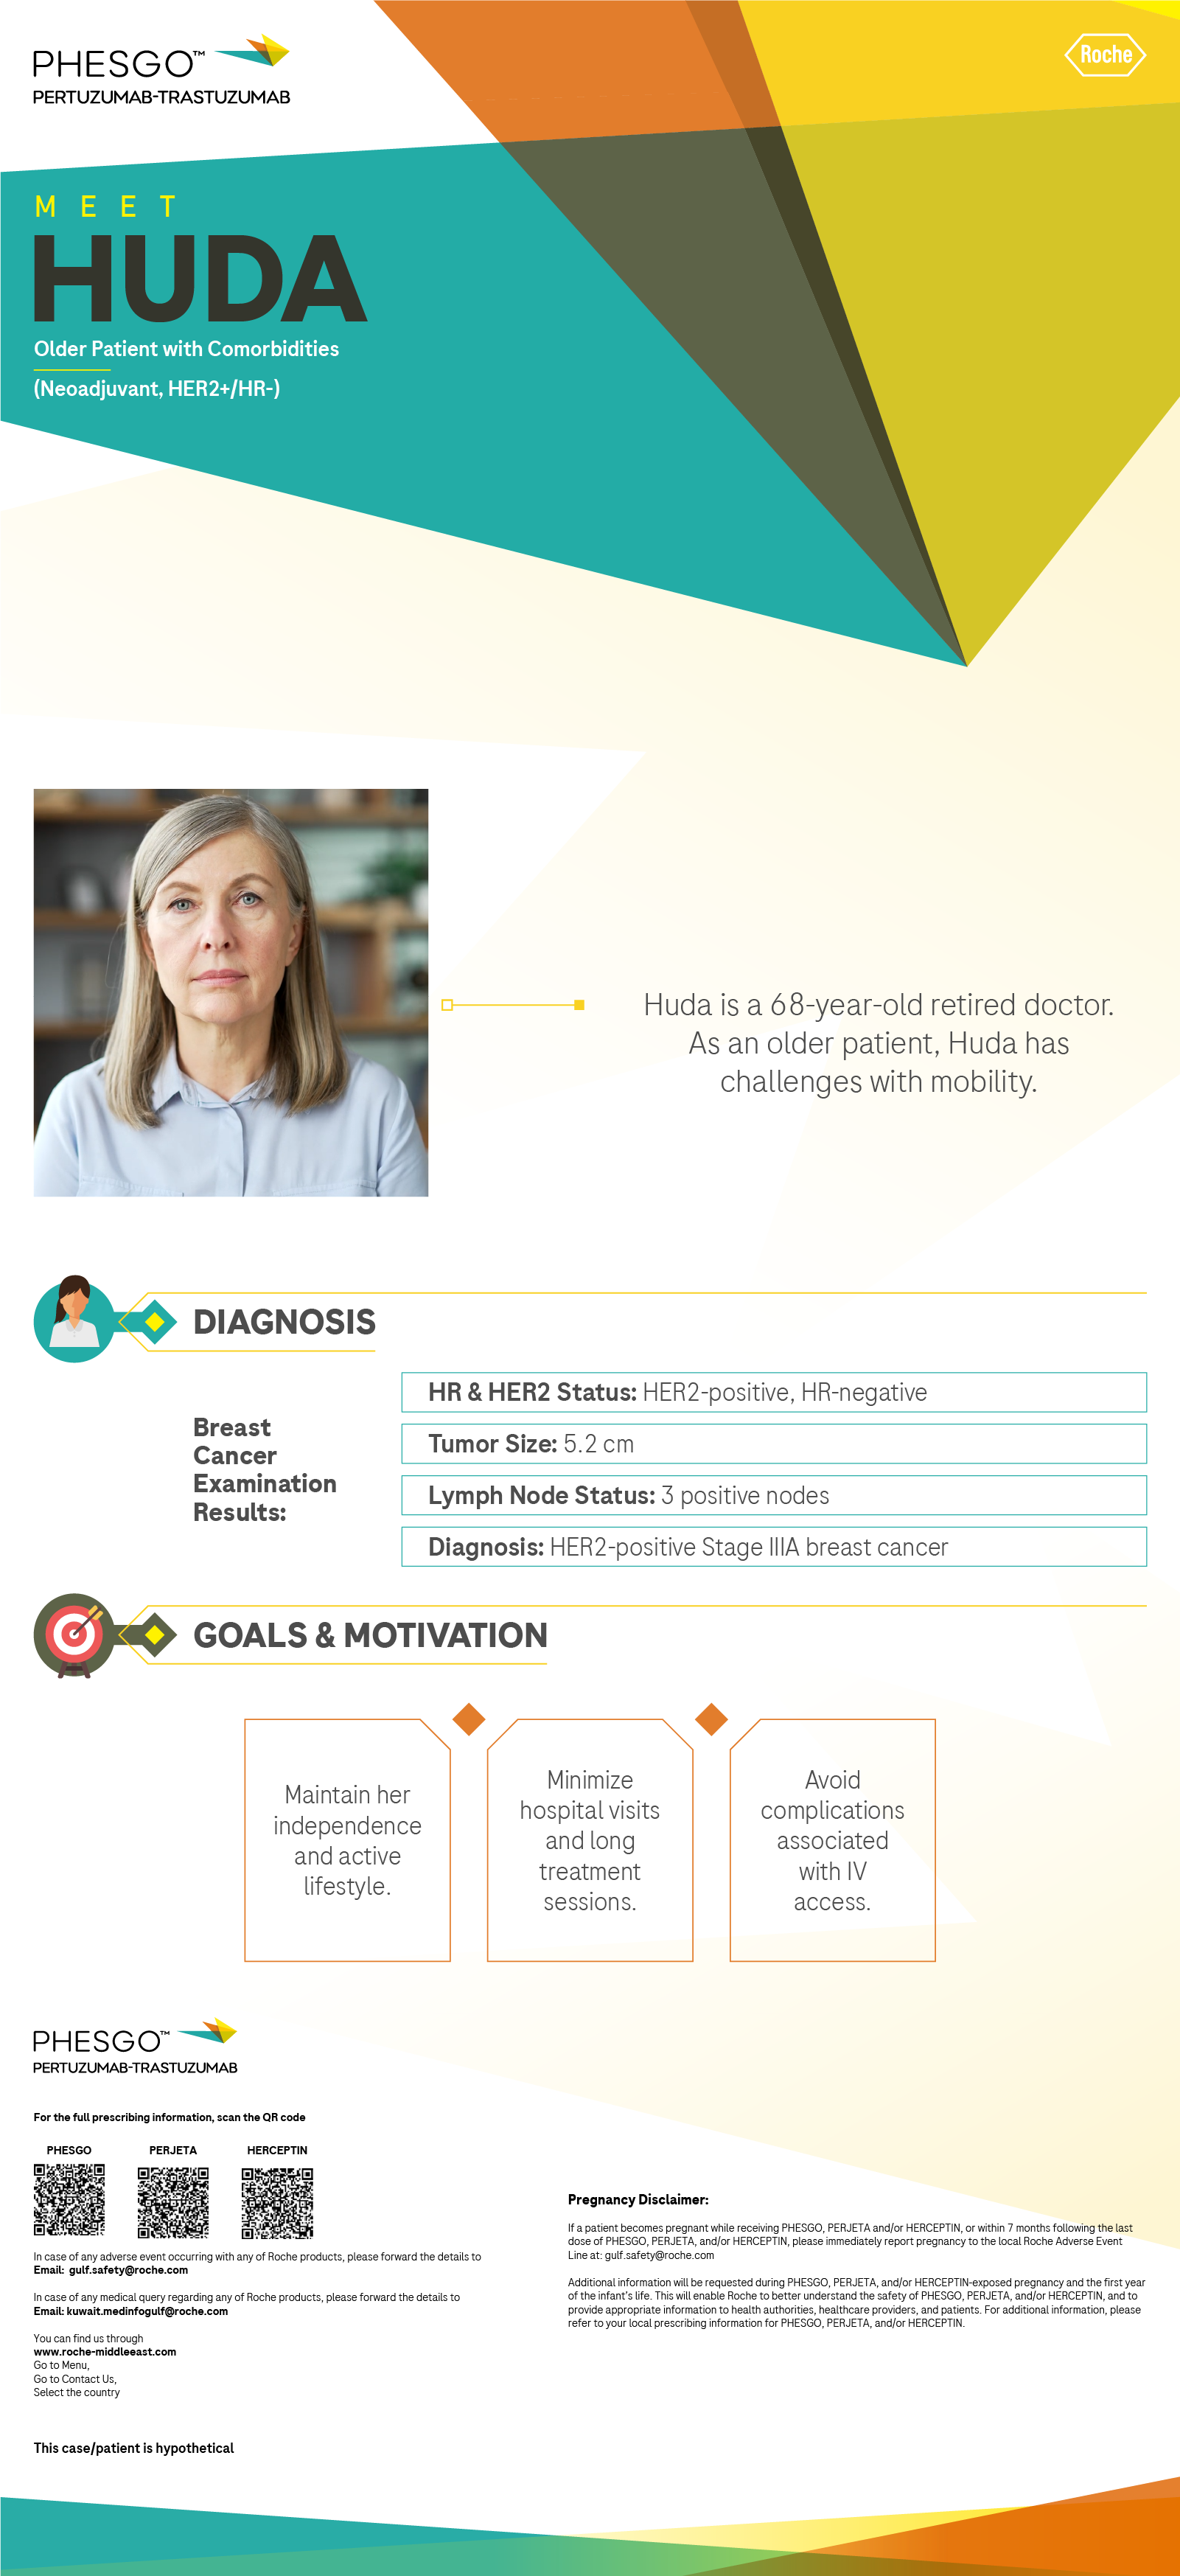 PHESGO™
PERTUZUMAB-TRASTUZUMAB
Roche
MEET
HUDA
Older Patient with Comorbidities
(Neoadjuvant, HER2+/HR-)
Huda is a 68-year-old retired doctor.
As an older patient, Huda has
challenges with mobility.
DIAGNOSIS
Breast
Cancer
Examination
Results:
HR & HER2 Status: HER2-positive, HR-negative
Tumor Size: 5.2 cm
Lymph Node Status: 3 positive nodes
Diagnosis: HER2-positive Stage IIIA breast cancer
GOALS & MOTIVATION
Maintain her
independence
and active
lifestyle.
Minimize
hospital visits
and long
treatment
sessions.
Avoid
complications
associated
with IV
access.
PHESGO™
PERTUZUMAB-TRASTUZUMAB
For the full prescribing information, scan the QR code
PHESGO PERJETA HERCEPTIN
In case of any adverse event occurring with any of Roche products, please forward the details to
Email: gulf.safety@roche.com
In case of any medical query regarding any of Roche products, please forward the details to
Email: kuwait.medinfogulf@roche.com
You can find us through
www.roche-middleeast.com
Go to Menu,
Go to Contact Us,
Select the country
Pregnancy Disclaimer:
If a patient becomes pregnant while receiving PHESGO, PERJETA and/or HERCEPTIN, or within 7 months following the last
dose of PHESGO, PERJETA, and/or HERCEPTIN, please immediately report pregnancy to the local Roche Adverse Event
Line at: gulf.safety@roche.com
Additional information will be requested during PHESGO, PERJETA, and/or HERCEPTIN-exposed pregnancy and the first year
of the infant's life. This will enable Roche to better understand the safety of PHESGO, PERJETA, and/or HERCEPTIN, and to
provide appropriate information to health authorities, healthcare providers, and patients. For additional information, please
refer to your local prescribing information for PHESGO, PERJETA, and/or HERCEPTIN.
This case/patient is hypothetical